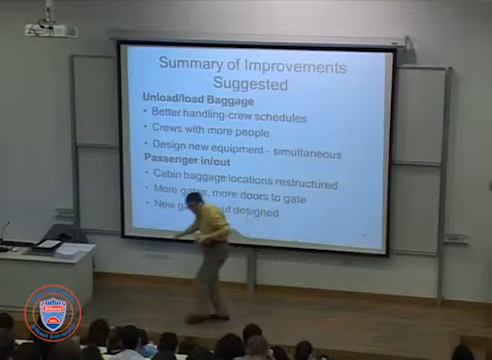 Summary of Improvements
Suggested
Unload/load Baggage
• Better handling-crew schedules
• Crews with more people
• Design new equipment - simultaneous
Passenger in/out
• Cabin baggage locations restructured
• More gates, more doors to gate
• New designed